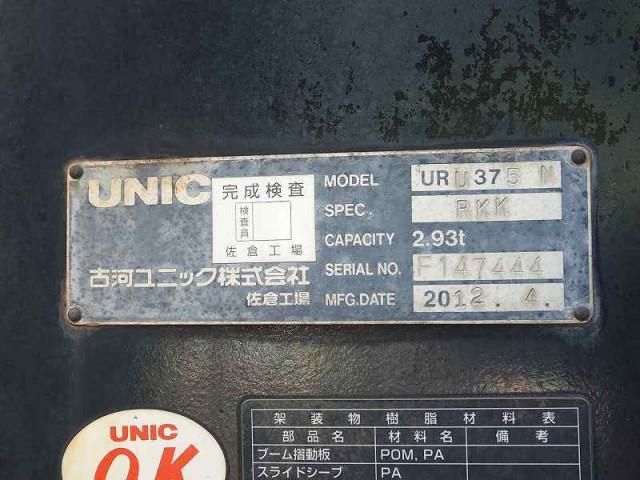 UNIC
完成検査
検査員
佐倉工場
古河ユニック株式会社
佐倉工場
MODEL URU375N
SPEC. RKK
CAPACITY 2.93t
SERIAL NO. F147444
MFG.DATE 2012. 4.
UNIC
O.K
架装物樹脂材料表
部品名 材料名 備考
ブーム摺動板 POM, PA
スライドシーブ PA